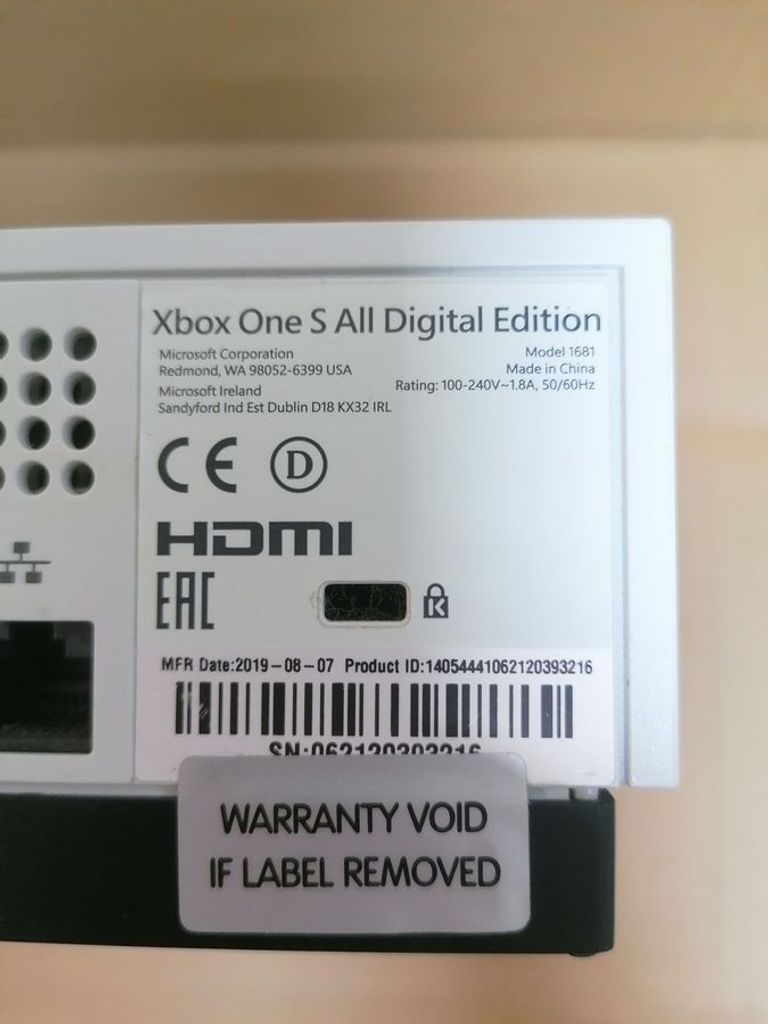 Xbox One S All Digital Edition
Microsoft Corporation
Redmond, WA 98052-6399 USA
Microsoft Ireland
Sandyford Ind Est Dublin D18 KX32 IRL
Model 1681
Made in China
Rating: 100-240V~1.8A, 50/60Hz
CE D
HDMI
EAC
K
MFR Date:2019-08-07 Product ID:14054441062120393216
SN:062120393216
WARRANTY VOID
IF LABEL REMOVED